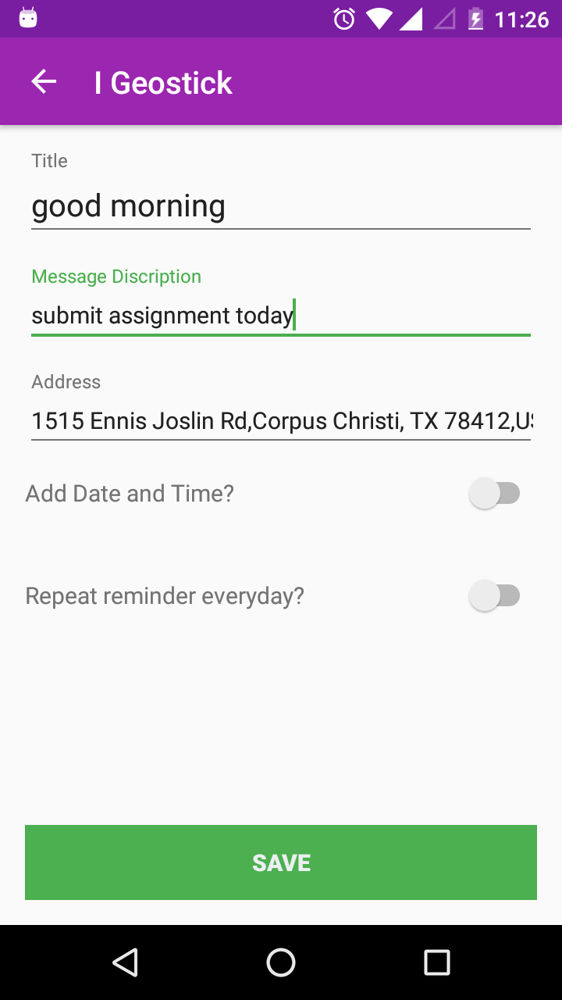 11:26
I Geostick
Title
good morning
Message Discription
submit assignment today
Address
1515 Ennis Joslin Rd,Corpus Christi, TX 78412,US
Add Date and Time?
Repeat reminder everyday?
SAVE